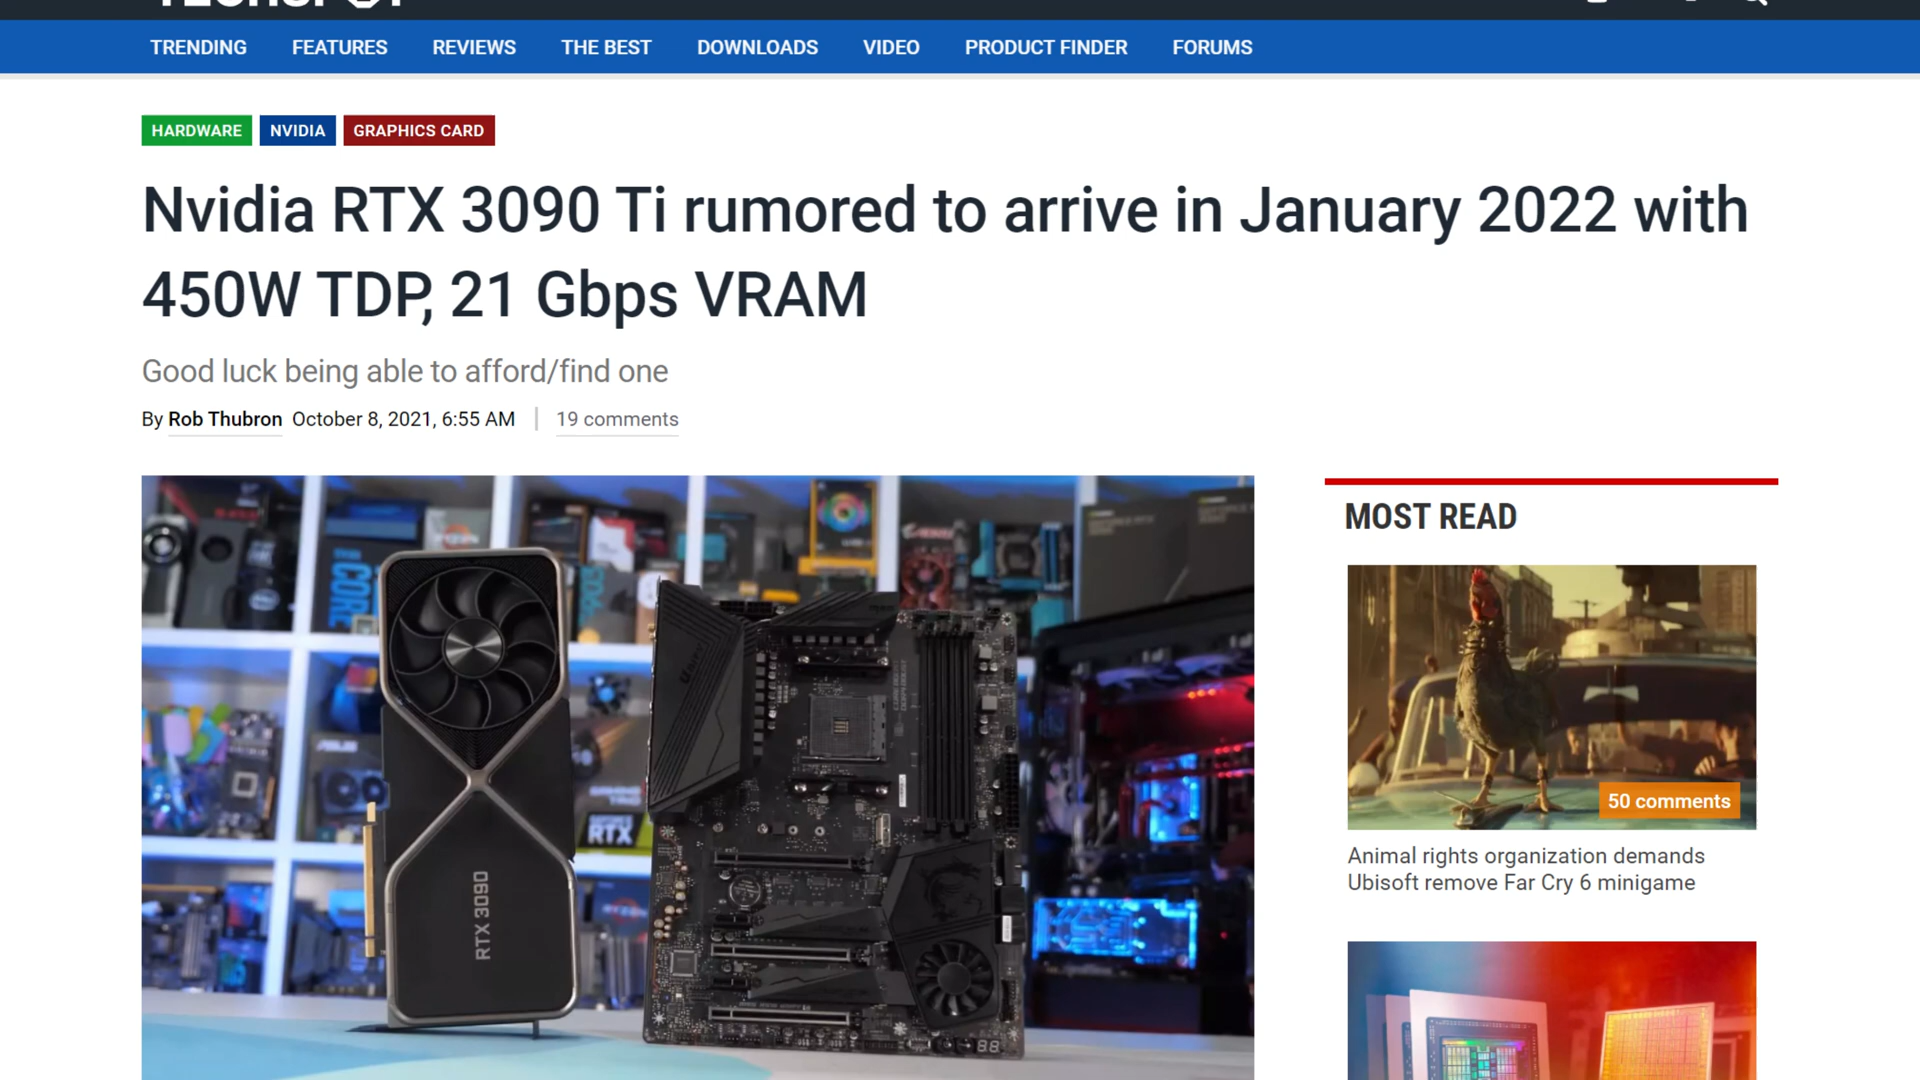 TECHSPOT
TRENDING FEATURES REVIEWS THE BEST DOWNLOADS VIDEO PRODUCT FINDER FORUMS
HARDWARE NVIDIA GRAPHICS CARD
Nvidia RTX 3090 Ti rumored to arrive in January 2022 with
450W TDP, 21 Gbps VRAM
Good luck being able to afford/find one
By Rob Thubron October 8, 2021, 6:55 AM 19 comments
MOST READ
CORE
RTX
RTX 3090
88
50 comments
Animal rights organization demands
Ubisoft remove Far Cry 6 minigame